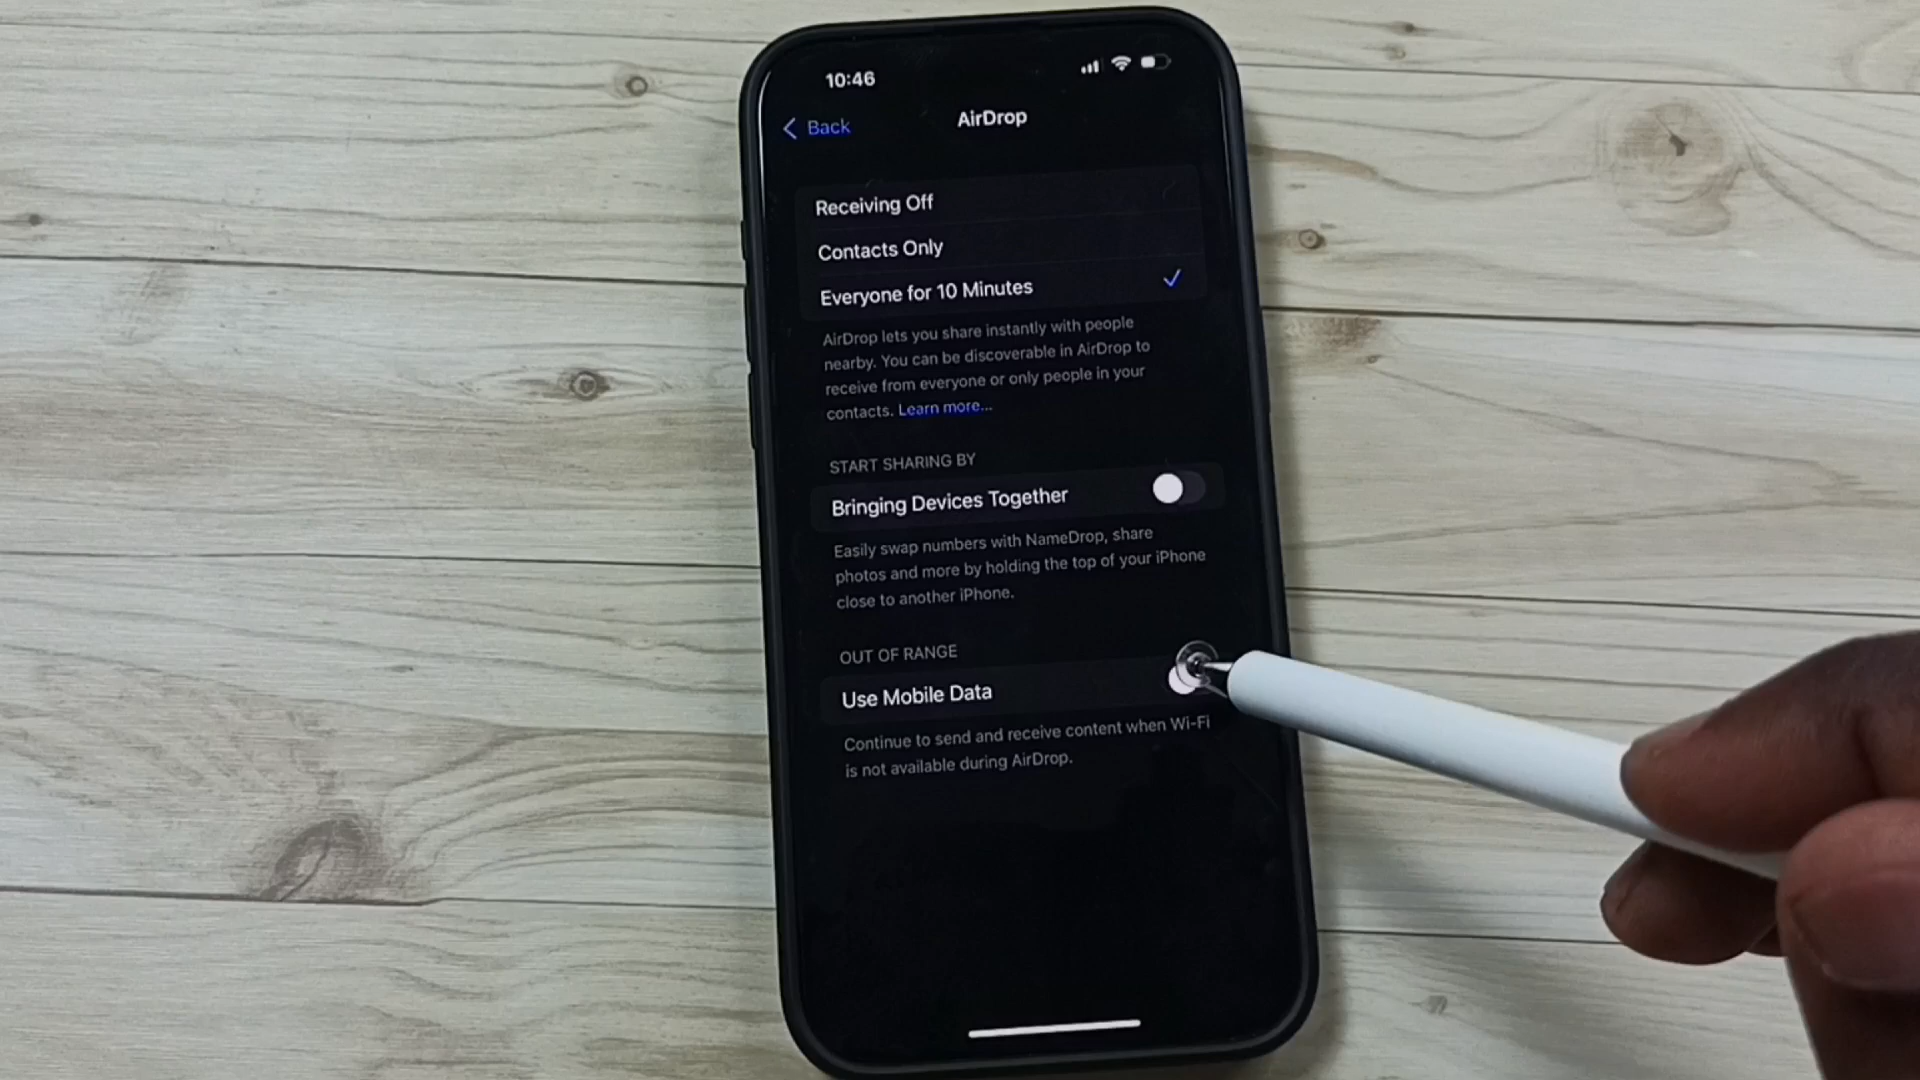 10:46
Back
AirDrop
Receiving Off
Contacts Only
Everyone for 10 Minutes
AirDrop lets you share instantly with people
nearby. You can be discoverable in AirDrop to
receive from everyone or only people in your
contacts. Learn more...
START SHARING BY
Bringing Devices Together
Easily swap numbers with NameDrop, share
photos and more by holding the top of your iPhone
close to another iPhone.
OUT OF RANGE
Use Mobile Data
Continue to send and receive content when Wi-Fi
is not available during AirDrop.